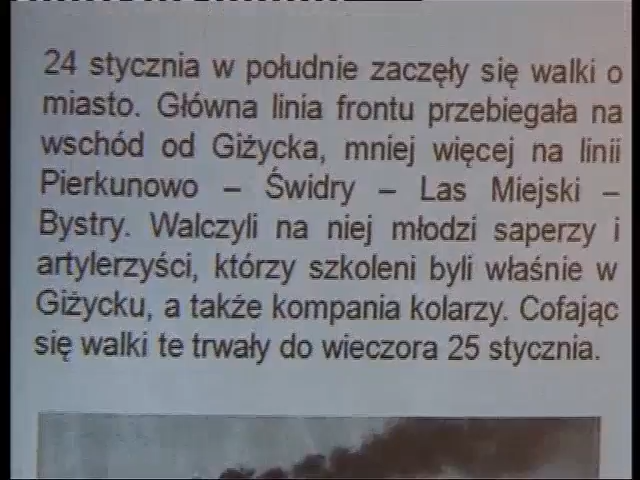 24 stycznia w południe zaczęły się walki o
miasto. Główna linia frontu przebiegała na
wschód od Giżycka, mniej więcej na linii
Pierkunowo – Świdry – Las Miejski –
Bystry. Walczyli na niej młodzi saperzy i
artylerzyści, którzy szkoleni byli właśnie w
Giżycku, a także kompania kolarzy. Cofając
się walki te trwały do wieczora 25 stycznia.